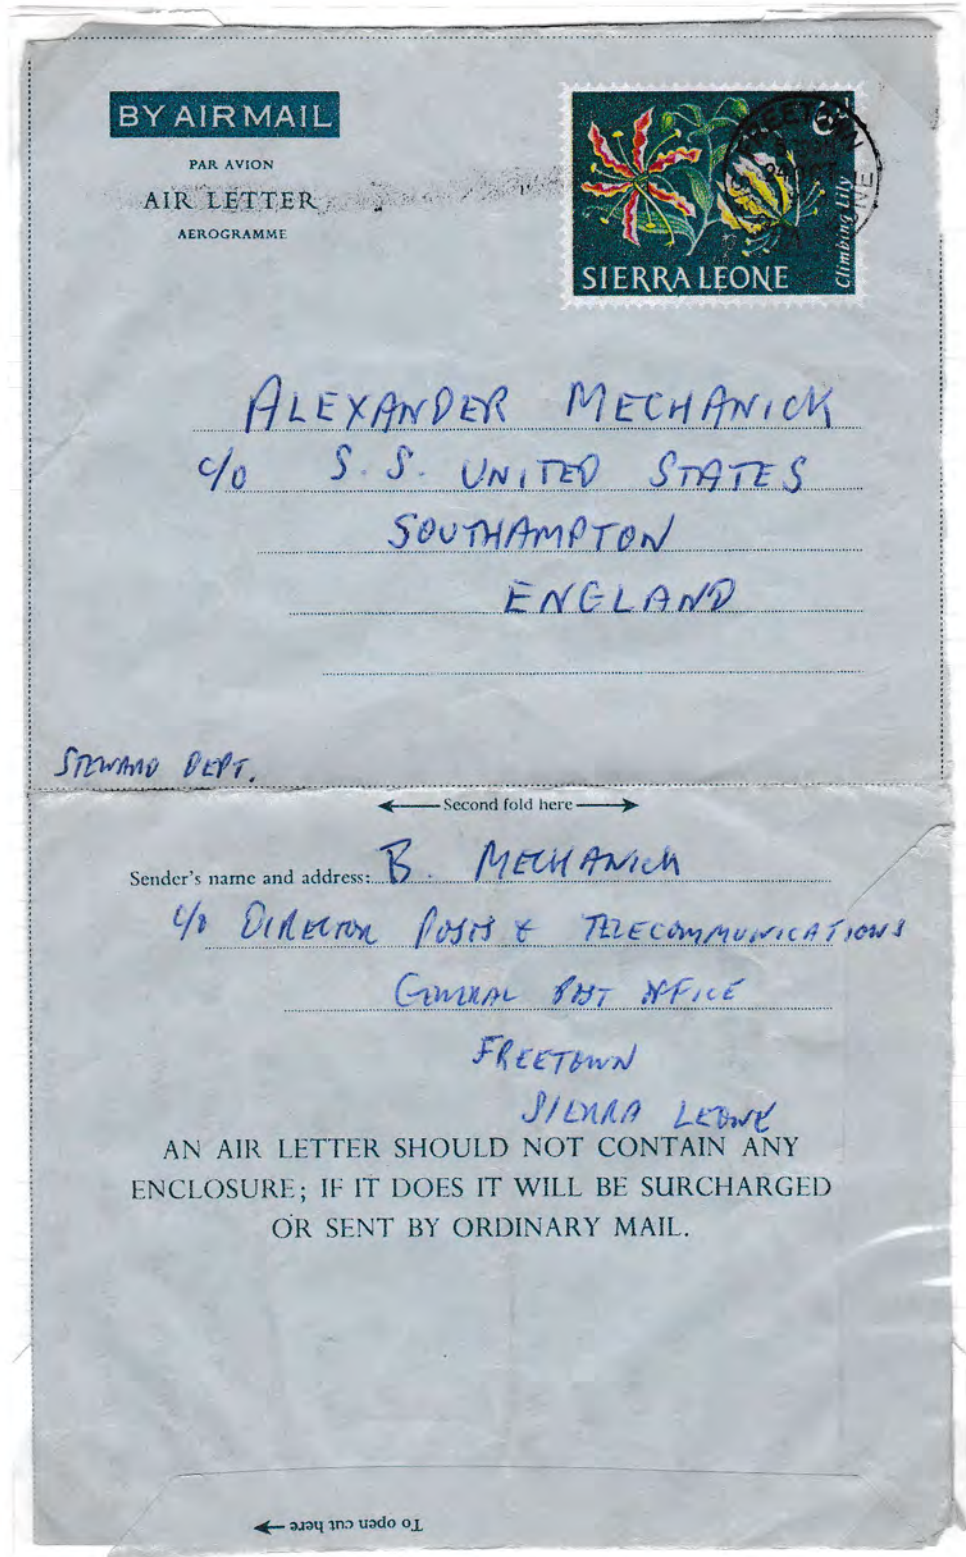 BY AIR MAIL
PAR AVION
AIR LETTER
AEROGRAMME
6d
FREETOWN
SIERRA LEONE
Climbing Lily
ALEXANDER MECHANICK
c/o S.S. UNITED STATES
SOUTHAMPTON
ENGLAND
STEWARD DEPT.
Second fold here
Sender's name and address: B. MECHANICK
c/o DIRECTOR POSTS & TELECOMMUNICATIONS
GENERAL POST OFFICE
FREETOWN
SIERRA LEONE
AN AIR LETTER SHOULD NOT CONTAIN ANY
ENCLOSURE; IF IT DOES IT WILL BE SURCHARGED
OR SENT BY ORDINARY MAIL.
To open cut here